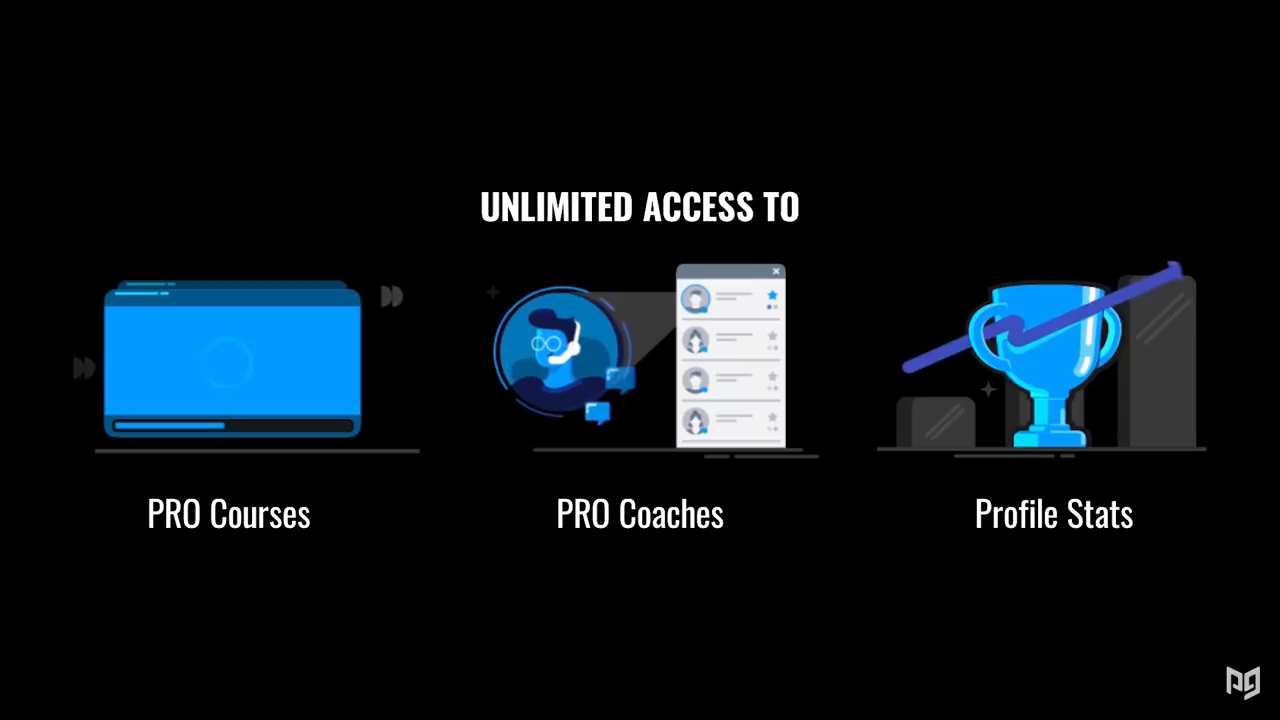 UNLIMITED ACCESS TO
PRO Courses
PRO Coaches
Profile Stats